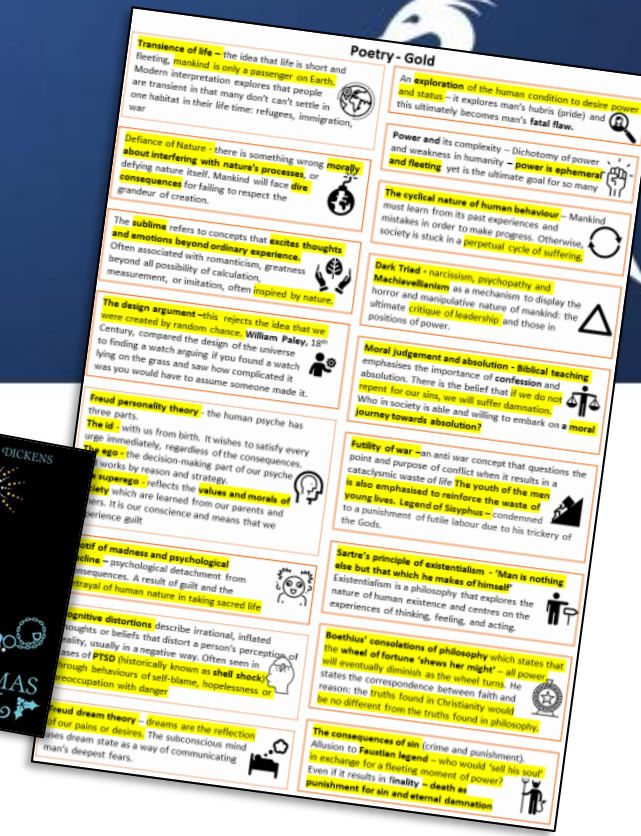 Poetry - Gold
Transience of life – the idea that life is short and
fleeting, mankind is only a passenger on Earth.
Modern interpretation explores that people
are transient in that many don't can't settle in
one habitat in their life time: refugees, immigration,
war
Defiance of Nature - there is something wrong morally
about interfering with nature's processes, or
defying nature itself. Mankind will face dire
consequences for failing to respect the
grandeur of creation.
The sublime refers to concepts that excites thoughts
and emotions beyond ordinary experience.
Often associated with romanticism, greatness
beyond all possibility of calculation,
measurement, or imitation, often inspired by nature.
The design argument –this rejects the idea that we
were created by random chance. William Paley, 18th
Century, compared the design of the universe
to finding a watch arguing if you found a watch
lying on the grass and saw how complicated it
was you would have to assume someone made it.
Freud personality theory - the human psyche has
three parts.
The id - with us from birth. It wishes to satisfy every
urge immediately, regardless of the consequences.
The ego - the decision-making part of our psyche
works by reason and strategy.
superego - reflects the values and morals of
which are learned from our parents and
It is our conscience and means that we
guilt
of madness and psychological
– psychological detachment from
A result of guilt and the
of human nature in taking sacred life
cognitive distortions describe irrational, inflated
thoughts or beliefs that distort a person's perception of
reality, usually in a negative way. Often seen in
cases of PTSD (historically known as shell shock)
through behaviours of self-blame, hopelessness or
preoccupation with danger
Freud dream theory – dreams are the reflection
of our pains or desires. The subconscious mind
uses dream state as a way of communicating
man's deepest fears.
An exploration of the human condition to desire power
and status – it explores man's hubris (pride) and
this ultimately becomes man's fatal flaw.
Power and its complexity – Dichotomy of power
and weakness in humanity – power is ephemeral
and fleeting yet is the ultimate goal for so many
The cyclical nature of human behaviour – Mankind
must learn from its past experiences and
mistakes in order to make progress. Otherwise,
society is stuck in a perpetual cycle of suffering.
Dark Triad - narcissism, psychopathy and
Machiavellianism as a mechanism to display the
horror and manipulative nature of mankind: the
ultimate critique of leadership and those in
positions of power.
Moral judgement and absolution - Biblical teaching
emphasises the importance of confession and
absolution. There is the belief that if we do not
repent for our sins, we will suffer damnation.
Who in society is able and willing to embark on a moral
journey towards absolution?
Futility of war –an anti war concept that questions the
point and purpose of conflict when it results in a
cataclysmic waste of life The youth of the men
is also emphasised to reinforce the waste of
young lives. Legend of Sisyphus – condemned
to a punishment of futile labour due to his trickery of
the Gods.
Sartre's principle of existentialism - 'Man is nothing
else but that which he makes of himself'
Existentialism is a philosophy that explores the
nature of human existence and centres on the
experiences of thinking, feeling, and acting.
Boethius' consolations of philosophy which states that
the wheel of fortune 'shews her might' – all power
will eventually diminish as the wheel turns. He
states the correspondence between faith and
reason: the truths found in Christianity would
be no different from the truths found in philosophy.
The consequences of sin (crime and punishment).
Allusion to Faustian legend – who would 'sell his soul'
in exchange for a fleeting moment of power?
Even if it results in finality – death as
punishment for sin and eternal damnation
DICKENS
MAS